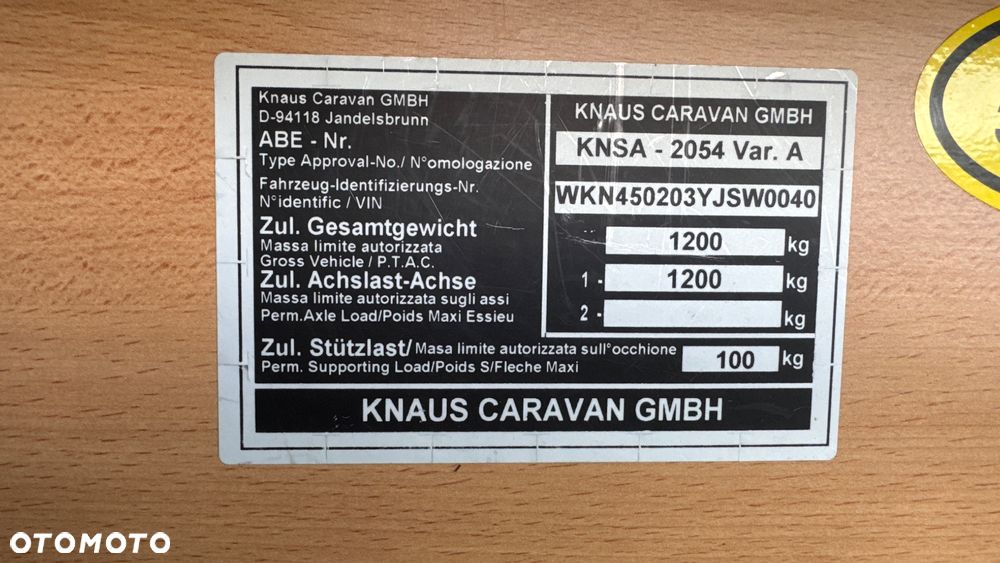 Knaus Caravan GMBH
D-94118 Jandelsbrunn
ABE - Nr.
Type Approval-No./ N°omologazione
Fahrzeug-Identifizierungs-Nr.
N°identific / VIN
Zul. Gesamtgewicht
Massa limite autorizzata
Gross Vehicle / P.T.A.C.
Zul. Achslast-Achse
Massa limite autorizzata sugli assi
Perm.Axle Load/Poids Maxi Essieu
KNAUS CARAVAN GMBH
KNSA - 2054 Var. A
WKN450203YJSW0040
1200 kg
1 - 1200 kg
2 - kg
Zul. Stützlast/ Masa limite autorizzata sull°occhione
Perm. Supporting Load/Poids S/Fleche Maxi
100 kg
KNAUS CARAVAN GMBH
OTOMOTO